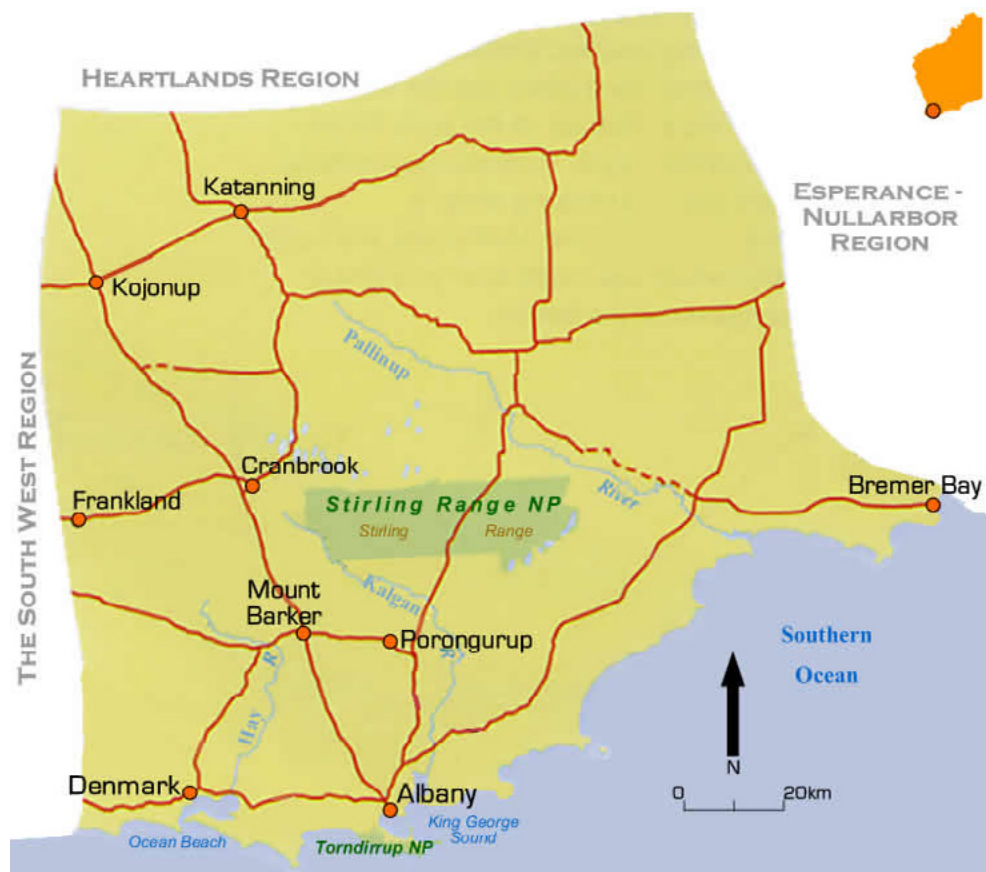 HEARTLANDS REGION
Katanning
ESPERANCE -
NULLARBOR
REGION
Kojonup
Pallinup
THE SOUTH WEST REGION
Cranbrook
Frankland
Stirling Range NP
Stirling Range
River
Bremer Bay
Mount
Barker
Kalgan
R
Porongurup
Southern
Ocean
Hay R
N
Denmark
Albany
0 20km
King George
Sound
Ocean Beach
Torndirrup NP